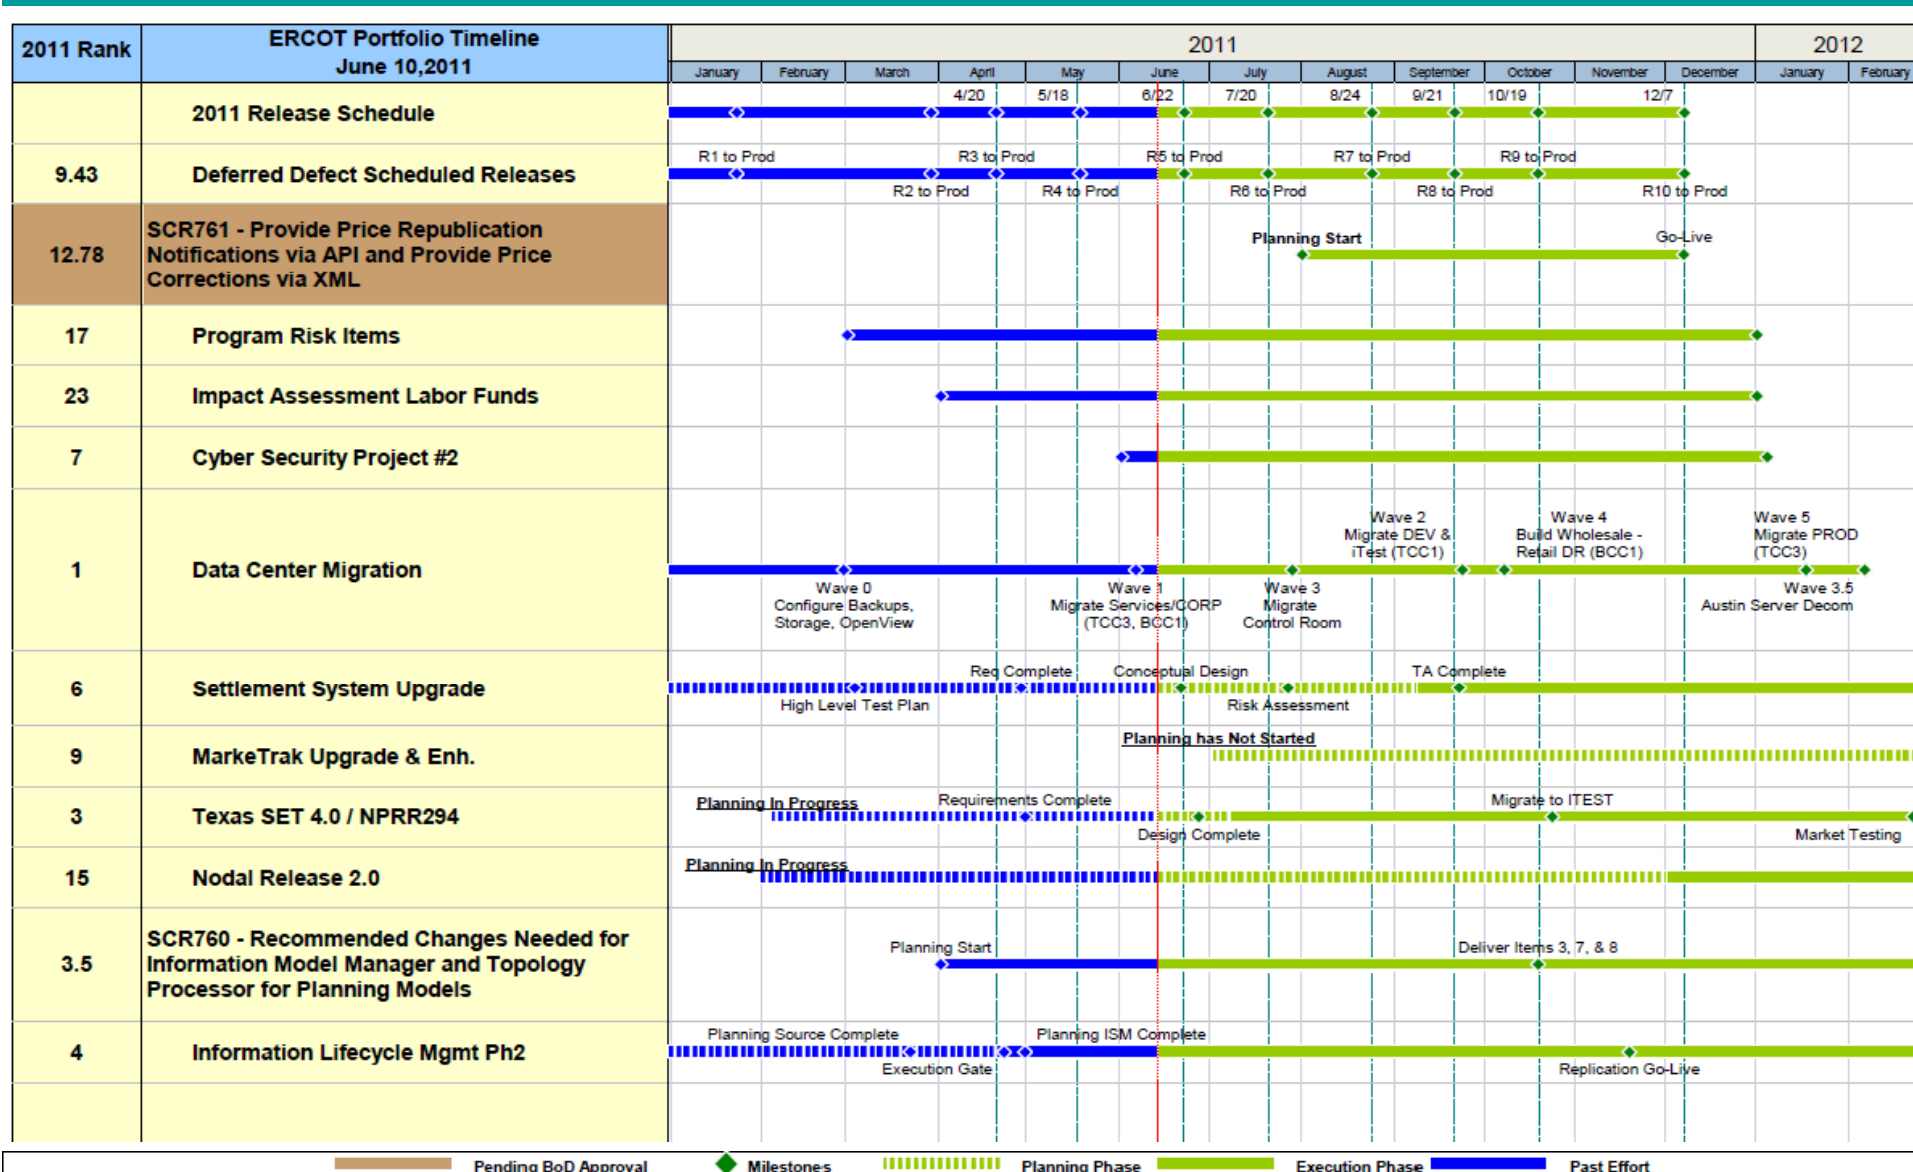 2011 Rank
ERCOT Portfolio Timeline
June 10,2011
2011
2012
January February March April May June July August September October November December January February
2011 Release Schedule
4/20 5/18 6/22 7/20 8/24 9/21 10/19 12/7
9.43
Deferred Defect Scheduled Releases
R1 to Prod R3 to Prod R5 to Prod R7 to Prod R9 to Prod
R2 to Prod R4 to Prod R6 to Prod R8 to Prod R10 to Prod
12.78
SCR761 - Provide Price Republication
Notifications via API and Provide Price
Corrections via XML
Planning Start
Go-Live
17
Program Risk Items
23
Impact Assessment Labor Funds
7
Cyber Security Project #2
1
Data Center Migration
Wave 2
Migrate DEV &
iTest (TCC1)
Wave 4
Build Wholesale -
Retail DR (BCC1)
Wave 5
Migrate PROD
(TCC3)
Wave 0
Configure Backups,
Storage, OpenView
Wave 1
Migrate Services/CORP
(TCC3, BCC1)
Wave 3
Migrate
Control Room
Wave 3.5
Austin Server Decom
6
Settlement System Upgrade
Req Complete Conceptual Design TA Complete
High Level Test Plan Risk Assessment
9
MarkeTrak Upgrade & Enh.
Planning has Not Started
3
Texas SET 4.0 / NPRR294
Planning In Progress Requirements Complete Migrate to ITEST
Design Complete Market Testing
15
Nodal Release 2.0
Planning In Progress
3.5
SCR760 - Recommended Changes Needed for
Information Model Manager and Topology
Processor for Planning Models
Planning Start Deliver Items 3, 7, & 8
4
Information Lifecycle Mgmt Ph2
Planning Source Complete Planning ISM Complete
Execution Gate Replication Go-Live
Pending BoD Approval Milestones Planning Phase Execution Phase Past Effort